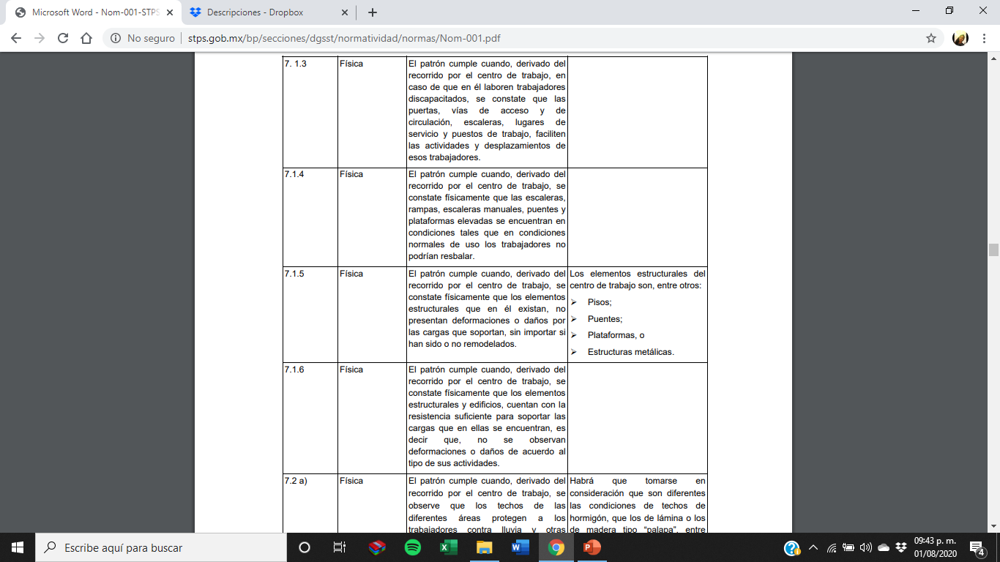 Microsoft Word - Nom-001-STPS
Descripciones - Dropbox
No seguro
stps.gob.mx/bp/secciones/dgsst/normatividad/normas/Nom-001.pdf
7. 1.3
Física
El patrón cumple cuando, derivado del
recorrido por el centro de trabajo, en
caso de que en él laboren trabajadores
discapacitados, se constate que las
puertas, vías de acceso y de
circulación, escaleras, lugares de
servicio y puestos de trabajo, faciliten
las actividades y desplazamientos de
esos trabajadores.
7.1.4
Física
El patrón cumple cuando, derivado del
recorrido por el centro de trabajo, se
constate físicamente que las escaleras,
rampas, escaleras manuales, puentes y
plataformas elevadas se encuentran en
condiciones tales que en condiciones
normales de uso los trabajadores no
podrían resbalar.
7.1.5
Física
El patrón cumple cuando, derivado del
recorrido por el centro de trabajo, se
constate físicamente que los elementos
estructurales que en él existan, no
presentan deformaciones o daños por
las cargas que soportan, sin importar si
han sido o no remodelados.
Los elementos estructurales del
centro de trabajo son, entre otros:
Pisos;
Puentes;
Plataformas, o
Estructuras metálicas.
7.1.6
Física
El patrón cumple cuando, derivado del
recorrido por el centro de trabajo, se
constate físicamente que los elementos
estructurales y edificios, cuentan con la
resistencia suficiente para soportar las
cargas que en ellas se encuentran, es
decir que, no se observan
deformaciones o daños de acuerdo al
tipo de sus actividades.
7.2 a)
Física
El patrón cumple cuando, derivado del
recorrido por el centro de trabajo, se
observe que los techos de las
diferentes áreas protegen a los
trabajadores contra lluvia y otras
Habrá que tomarse en
consideración que son diferentes
las condiciones de techos de
hormigón, que los de lámina o los
de madera tipo “palapa”, entre
Escribe aquí para buscar
09:43 p. m.
01/08/2020
4